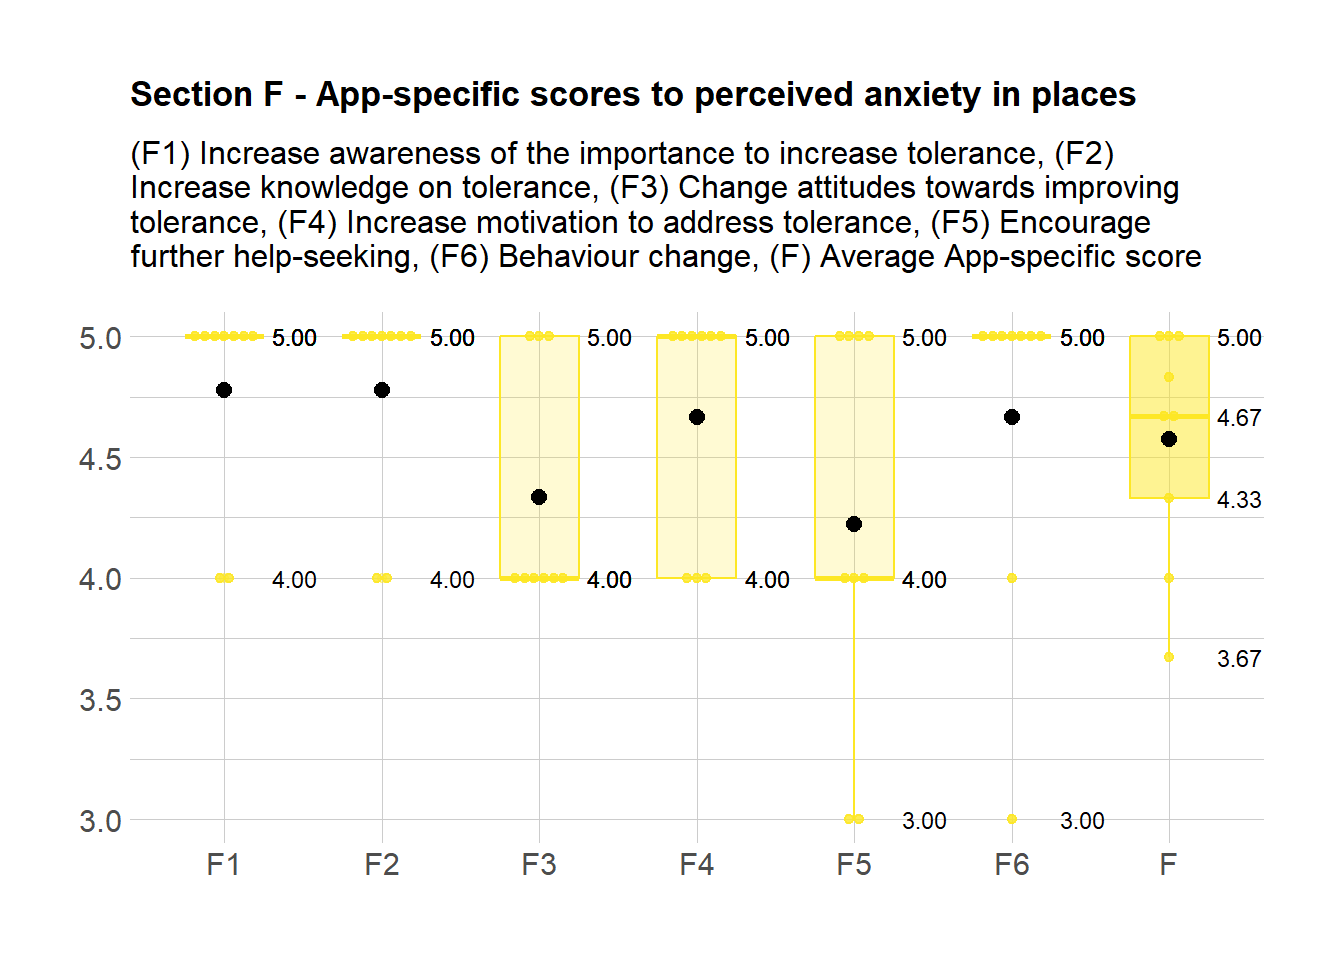 Section F - App-specific scores to perceived anxiety in places
(F1) Increase awareness of the importance to increase tolerance, (F2)
Increase knowledge on tolerance, (F3) Change attitudes towards improving
tolerance, (F4) Increase motivation to address tolerance, (F5) Encourage
further help-seeking, (F6) Behaviour change, (F) Average App-specific score
5.0 5.00 5.00 5.00 5.00 5.00 5.00 5.00
4.67
4.5
4.33
4.0 4.00 4.00 4.00 4.00 4.00
3.67
3.5
3.0 3.00 3.00
F1 F2 F3 F4 F5 F6 F